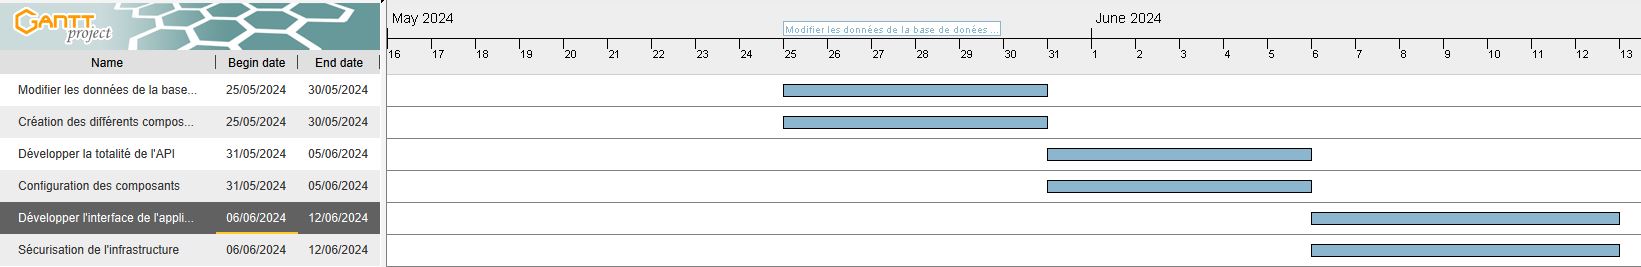 GANTT
project
May 2024
June 2024
Modifier les données de la base de donées ...
16 17 18 19 20 21 22 23 24 25 26 27 28 29 30 31 1 2 3 4 5 6 7 8 9 10 11 12 13
Name Begin date End date
Modifier les données de la base... 25/05/2024 30/05/2024
Création des différents compos... 25/05/2024 30/05/2024
Développer la totalité de l'API 31/05/2024 05/06/2024
Configuration des composants 31/05/2024 05/06/2024
Développer l'interface de l'appli... 06/06/2024 12/06/2024
Sécurisation de l'infrastructure 06/06/2024 12/06/2024